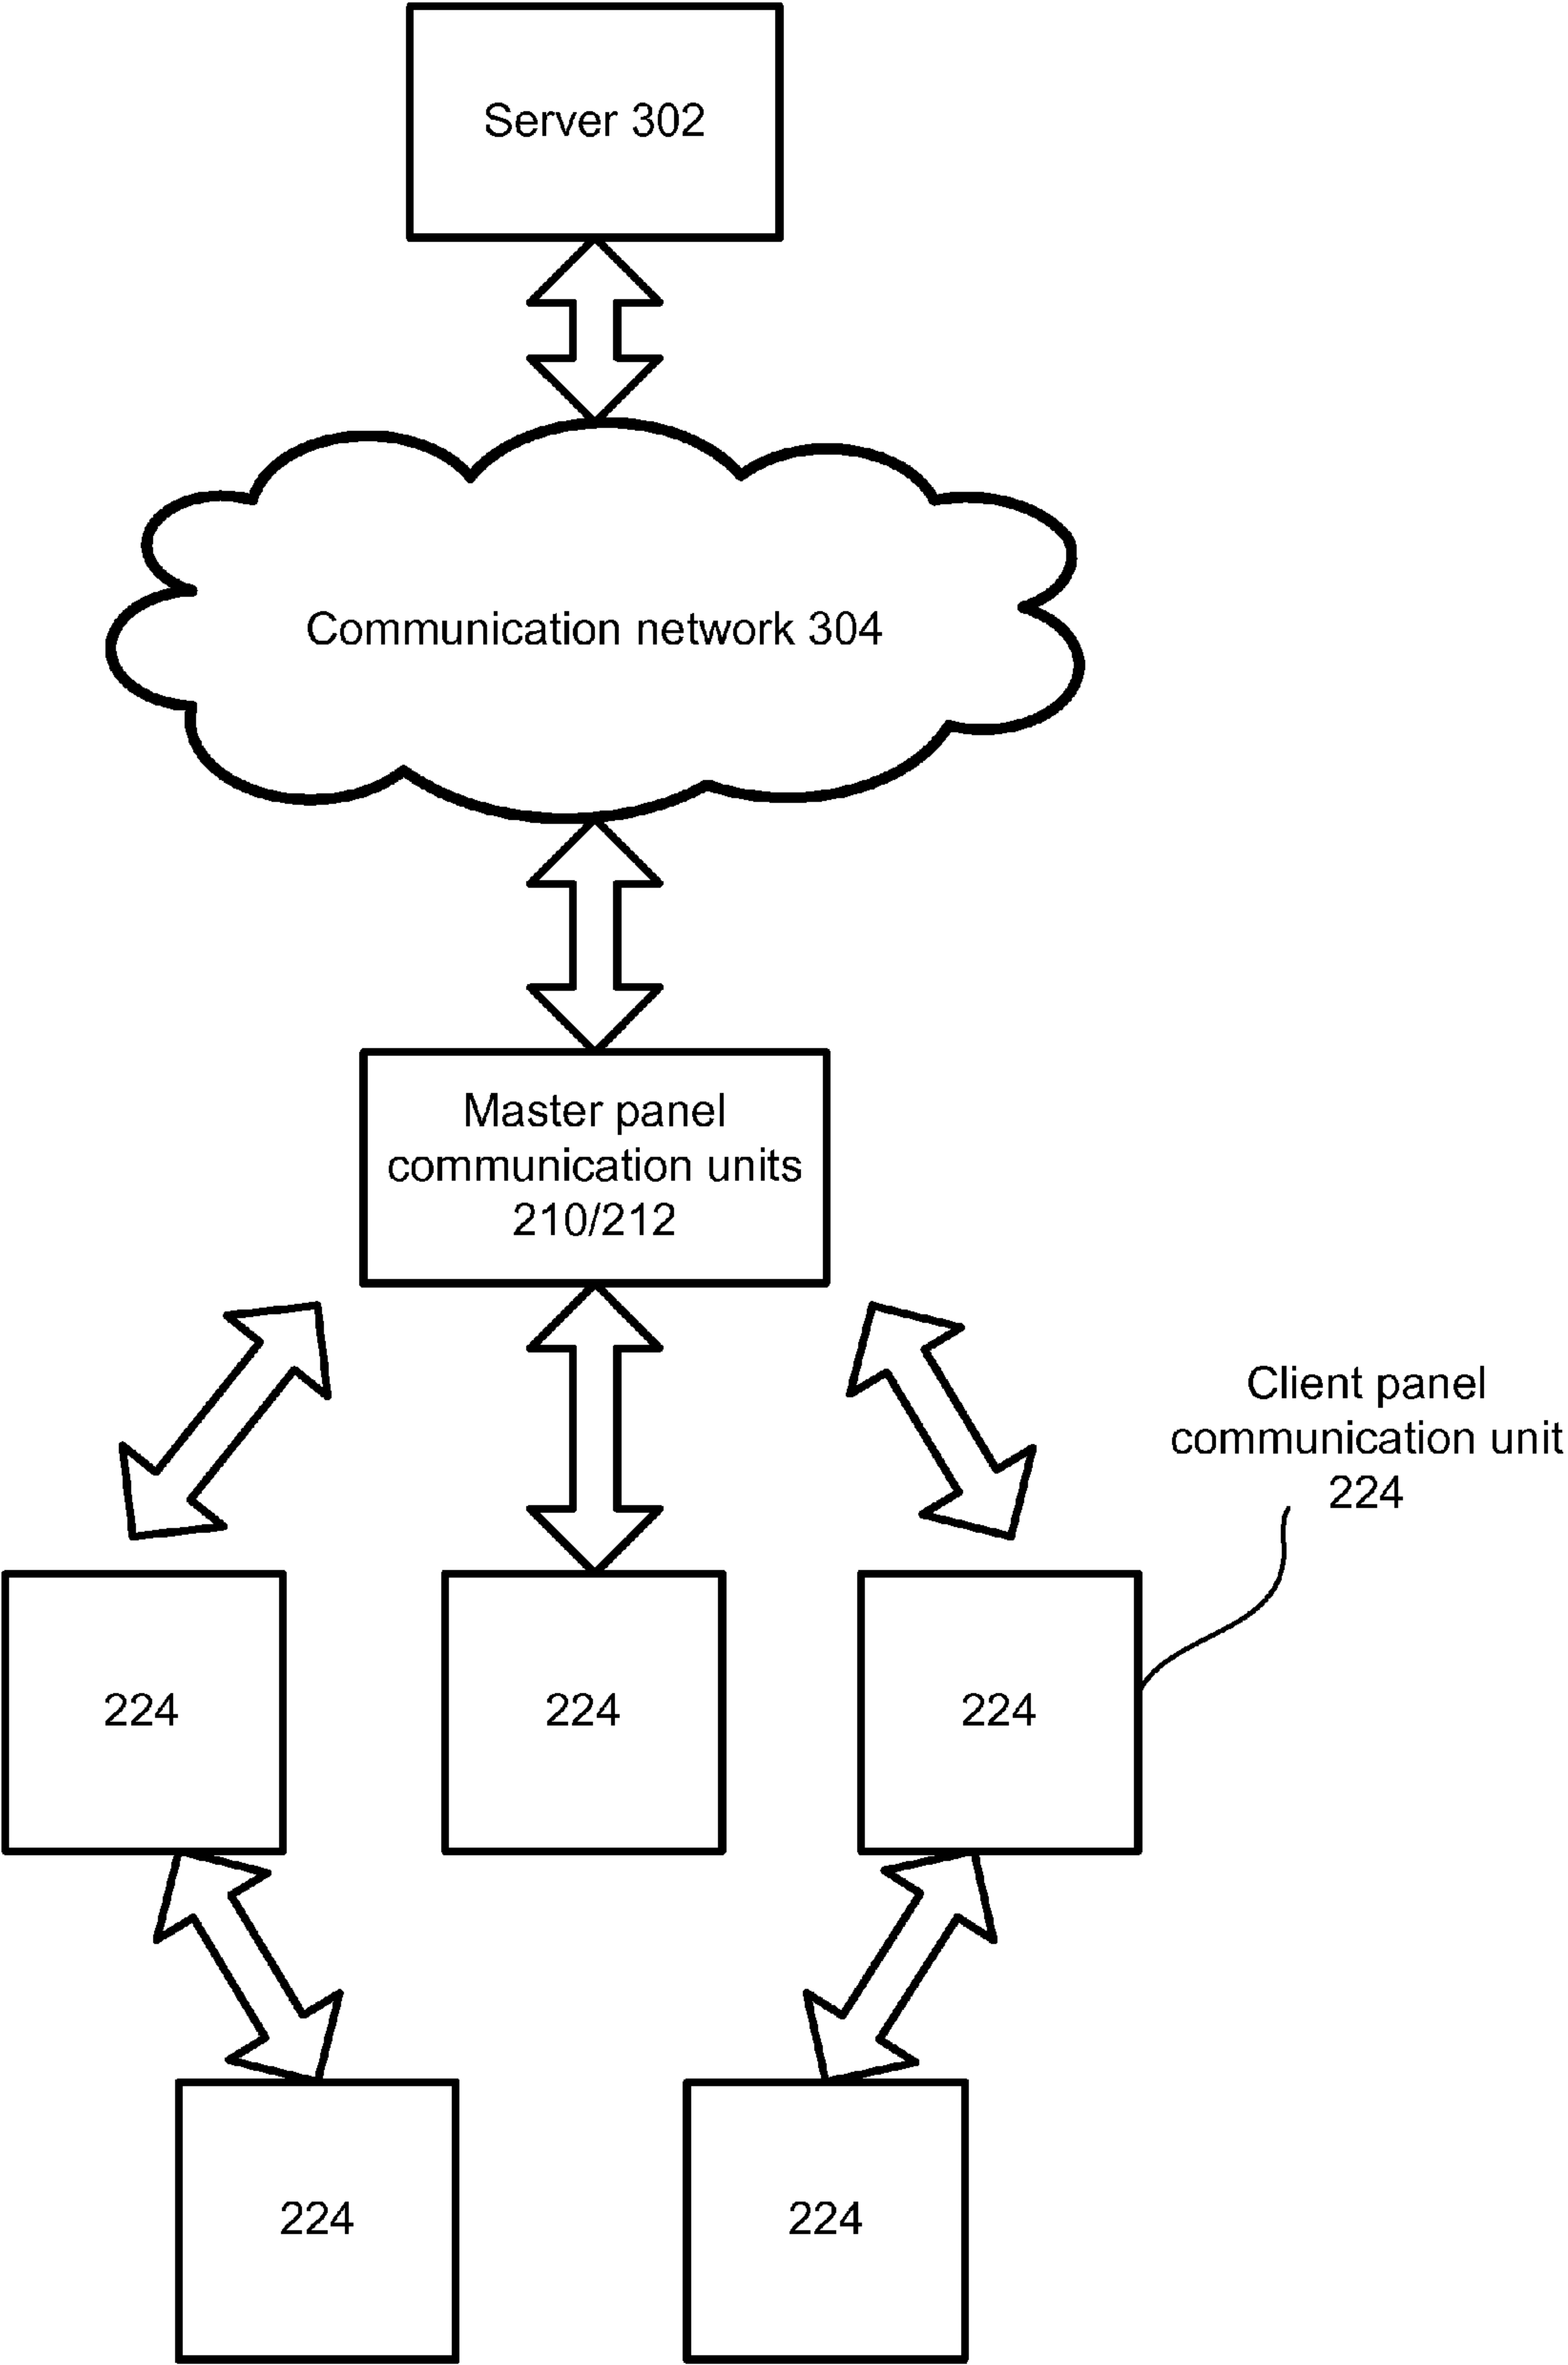 Server 302
Communication network 304
Master panel
communication units
210/212
Client panel
communication unit
224
224
224
224
224
224